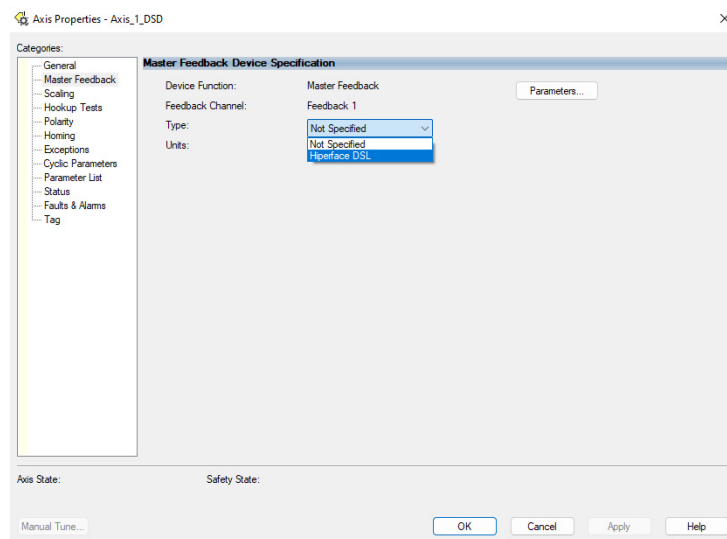 Axis Properties - Axis_1_DSD
Categories:
General
Master Feedback
Scaling
Hookup Tests
Polarity
Homing
Exceptions
Cyclic Parameters
Parameter List
Status
Faults & Alarms
Tag
Master Feedback Device Specification
Device Function: Master Feedback
Parameters...
Feedback Channel: Feedback 1
Type: Not Specified
Units: Not Specified
Hiperface DSL
Axis State: Safety State:
Manual Tune... OK Cancel Apply Help